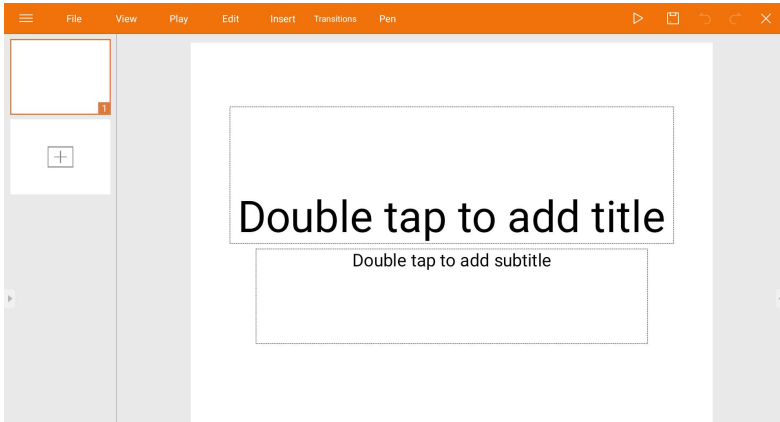 File View Play Edit Insert Transitions Pen
1
Double tap to add title
Double tap to add subtitle